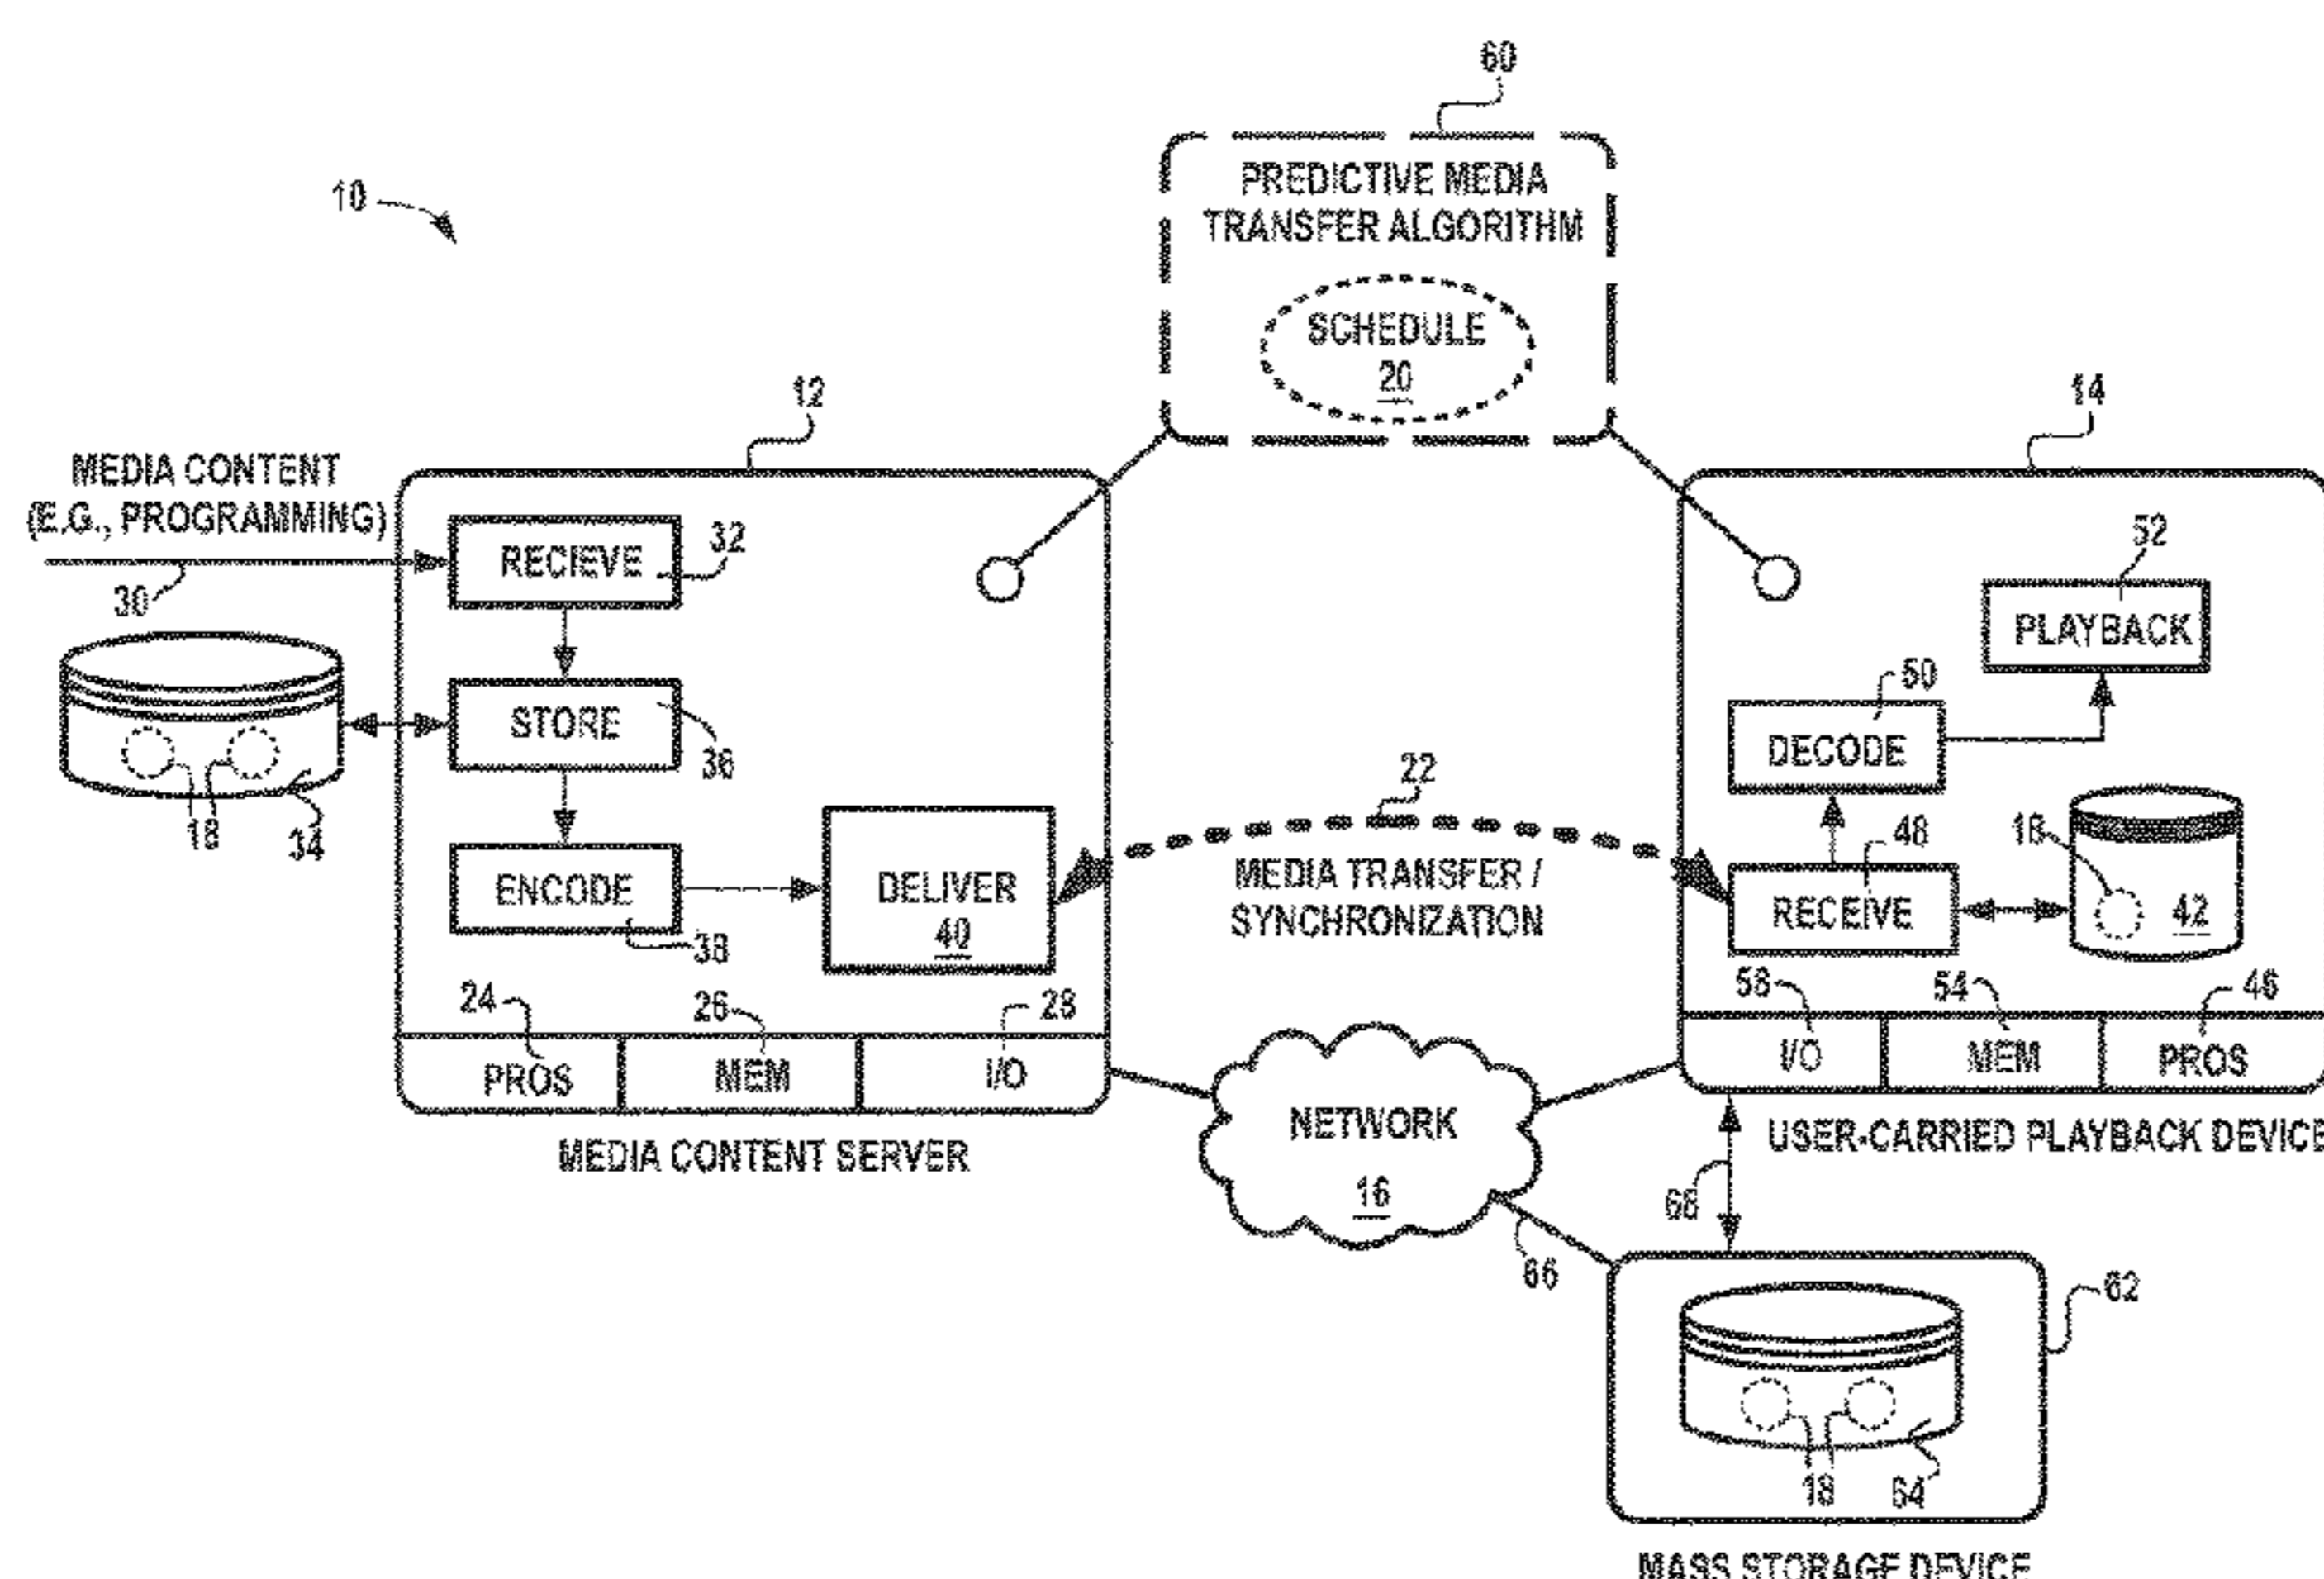 60
PREDICTIVE MEDIA
TRANSFER ALGORITHM
SCHEDULE
20
10
12
14
MEDIA CONTENT
(E.G., PROGRAMMING)
30
RECIEVE
32
STORE
36
18
34
ENCODE
38
DELIVER
40
24
26
28
PROS
MEM
I/O
MEDIA CONTENT SERVER
22
MEDIA TRANSFER /
SYNCHRONIZATION
52
PLAYBACK
50
DECODE
48
RECEIVE
18
42
58
54
46
I/O
MEM
PROS
USER-CARRIED PLAYBACK DEVICE
NETWORK
16
66
68
62
18
64
MASS STORAGE DEVICE